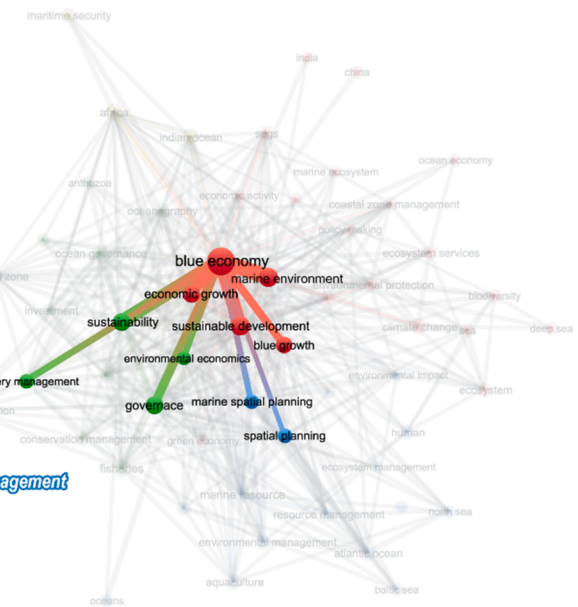 maritime security
india
china
africa
indian ocean
sdgs
ocean economy
marine ecosystem
anthozoa
economic activity
coastal zone management
oceanography
policy making
ocean governance
ecosystem services
blue economy
marine environment
zone
environmental protection
economic growth
biodiversity
investment
sustainability
sustainable development
climate change
sea
deep sea
blue growth
environmental economics
ery management
environmental impact
ecosystem
governace
marine spatial planning
ion
conservation management
green economy
spatial planning
human
fisheries
ecosystem management
agement
marine resource
resource management
north sea
environmental management
atlantic ocean
aquaculture
baltic sea
oceans